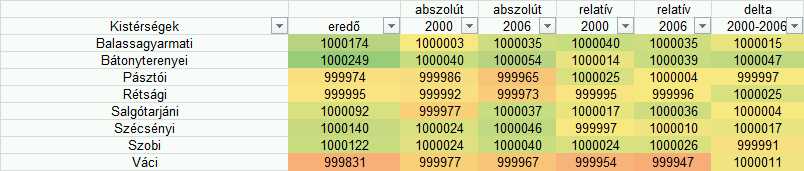 abszolút abszolút relatív relatív delta
Kistérségek eredő 2000 2006 2000 2006 2000-2006
Balassagyarmati 1000174 1000003 1000035 1000040 1000035 1000015
Bátonyterenyei 1000249 1000040 1000054 1000014 1000039 1000047
Pásztói 999974 999986 999965 1000025 1000004 999997
Rétsági 999995 999992 999973 999995 999996 1000025
Salgótarjáni 1000092 999977 1000037 1000017 1000036 1000004
Szécsényi 1000140 1000024 1000046 999997 1000010 1000017
Szobi 1000122 1000024 1000040 1000024 1000026 999991
Váci 999831 999977 999967 999954 999947 1000011